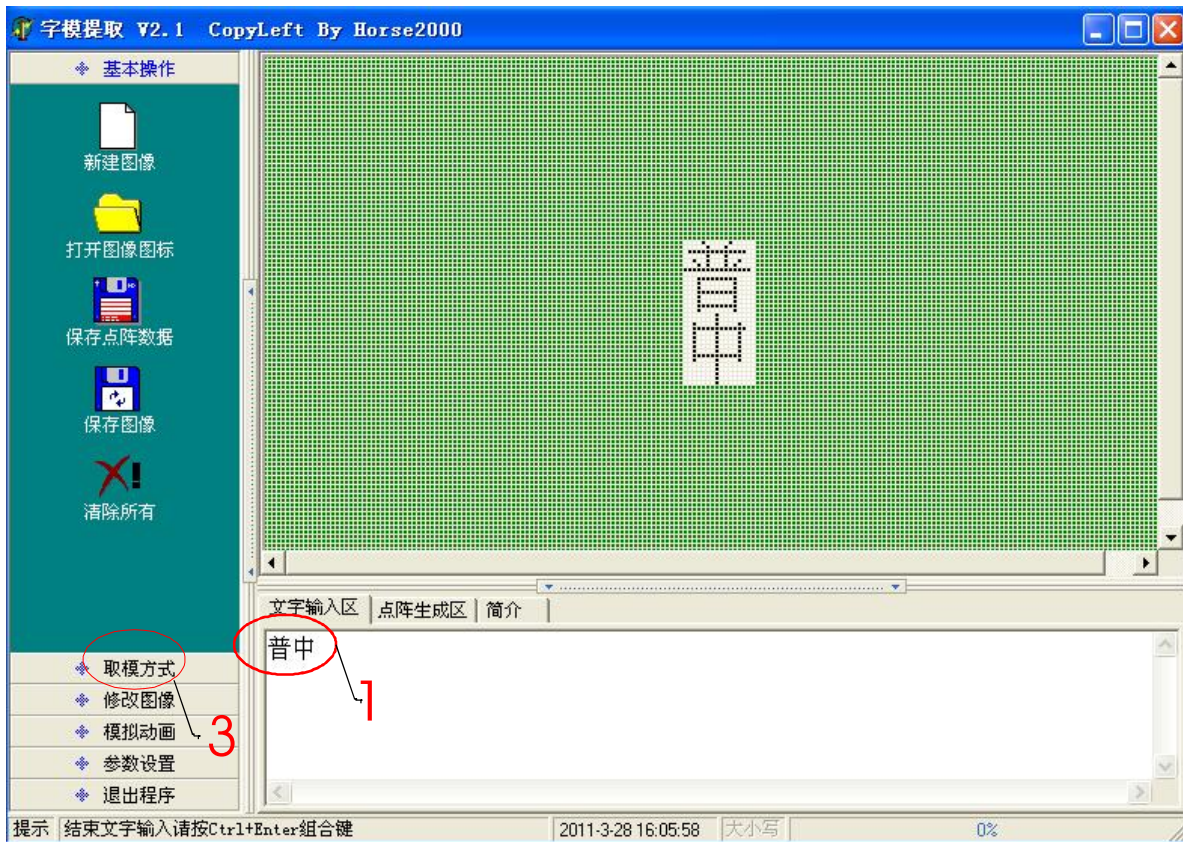 字模提取 V2.1 CopyLeft By Horse2000
基本操作
新建图像
打开图像图标
保存点阵数据
保存图像
清除所有
取模方式
修改图像
模拟动画
参数设置
退出程序
普
中
文字输入区
点阵生成区
简介
普中
1
3
提示
结束文字输入请按Ctrl+Enter组合键
2011-3-28 16:05:58
大小写
0%